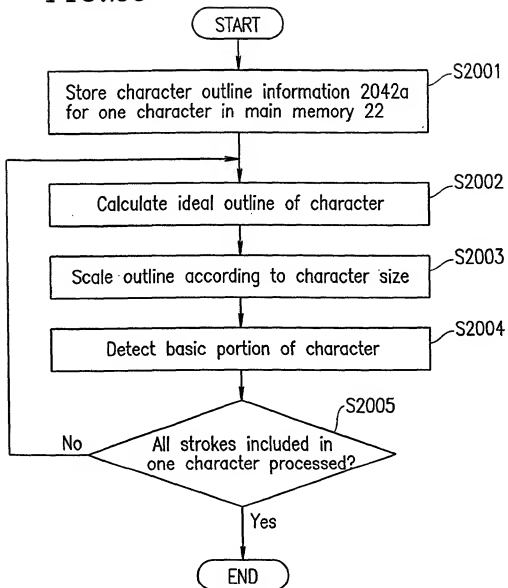 START
S2001
Store character outline information 2042a
for one character in main memory 22
S2002
Calculate ideal outline of character
S2003
Scale outline according to character size
S2004
Detect basic portion of character
S2005
All strokes included in
one character processed?
No
Yes
END